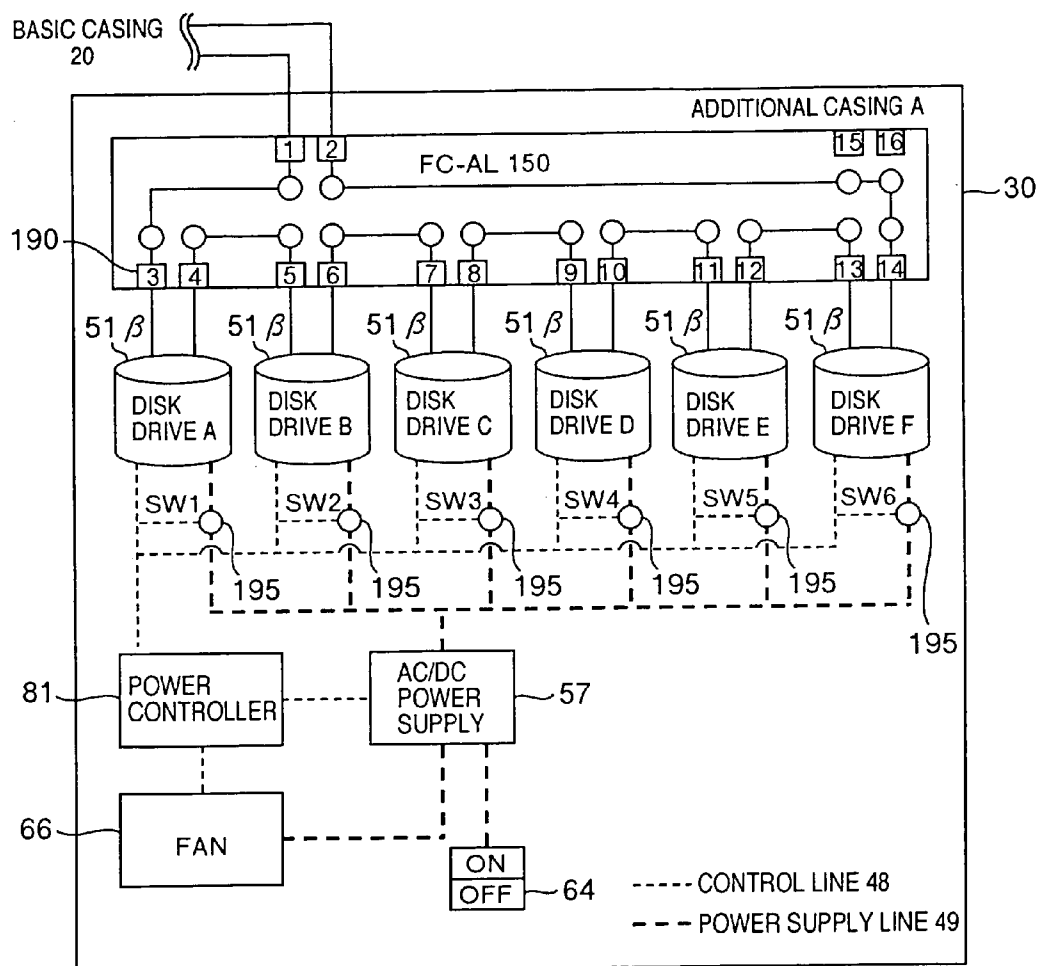 BASIC CASING
20
ADDITIONAL CASING A
1 2 15 16
FC-AL 150
30
190
3 4 5 6 7 8 9 10 11 12 13 14
51β 51β 51β 51β 51β 51β
DISK
DRIVE A
DISK
DRIVE B
DISK
DRIVE C
DISK
DRIVE D
DISK
DRIVE E
DISK
DRIVE F
SW1 SW2 SW3 SW4 SW5 SW6
195 195 195 195 195 195
81
POWER
CONTROLLER
AC/DC
POWER
SUPPLY
57
66
FAN
ON
OFF
64
CONTROL LINE 48
POWER SUPPLY LINE 49